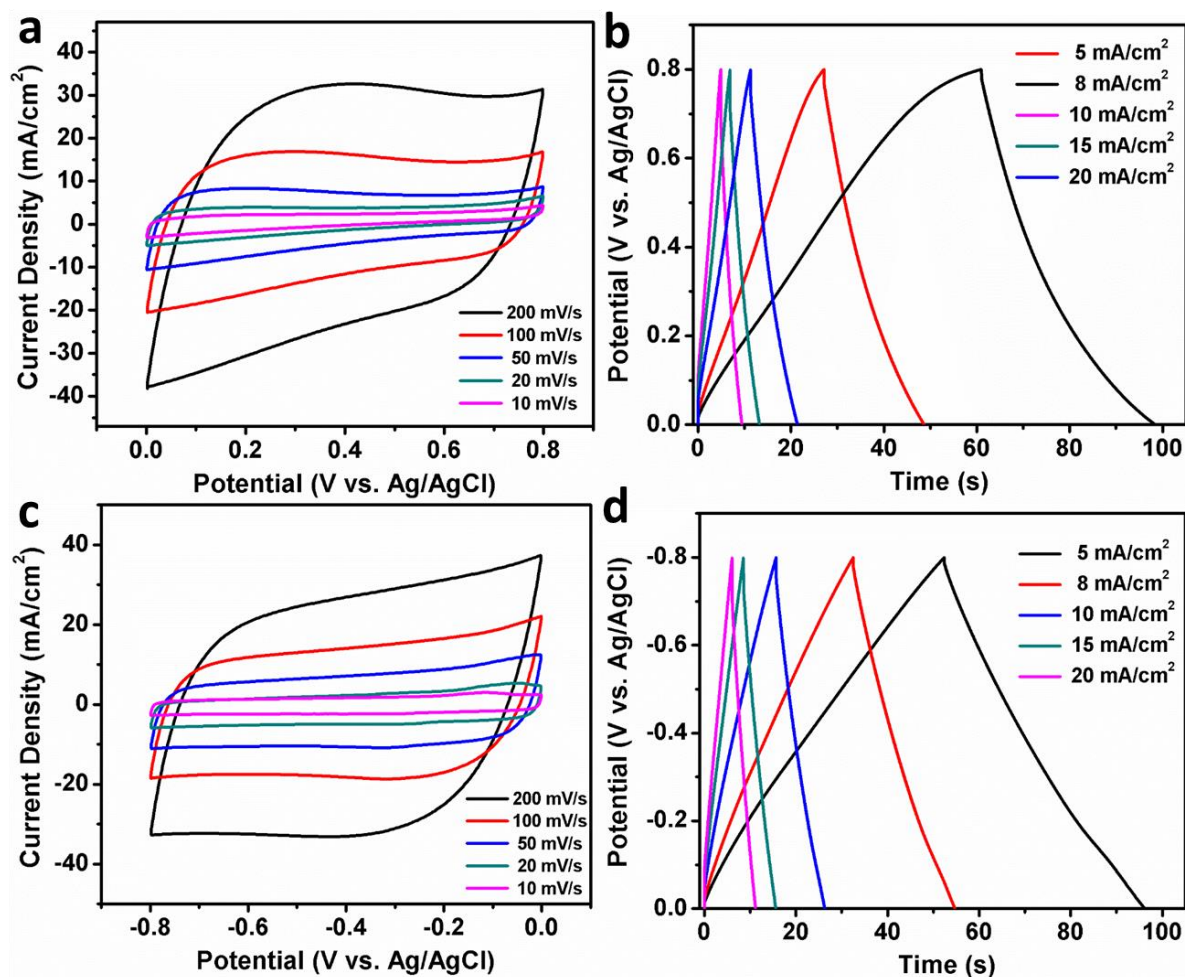 a
Current Density (mA/cm²)
40
30
20
10
0
-10
-20
-30
-40
0.0 0.2 0.4 0.6 0.8
Potential (V vs. Ag/AgCl)
200 mV/s
100 mV/s
50 mV/s
20 mV/s
10 mV/s
b
Potential (V vs. Ag/AgCl)
0.8
0.6
0.4
0.2
0.0
0 20 40 60 80 100
Time (s)
5 mA/cm²
8 mA/cm²
10 mA/cm²
15 mA/cm²
20 mA/cm²
c
Current Density (mA/cm²)
40
20
0
-20
-40
-0.8 -0.6 -0.4 -0.2 -0.0
Potential (V vs. Ag/AgCl)
200 mV/s
100 mV/s
50 mV/s
20 mV/s
10 mV/s
d
Potential (V vs. Ag/AgCl)
-0.8
-0.6
-0.4
-0.2
-0.0
0 20 40 60 80 100
Time (s)
5 mA/cm²
8 mA/cm²
10 mA/cm²
15 mA/cm²
20 mA/cm²